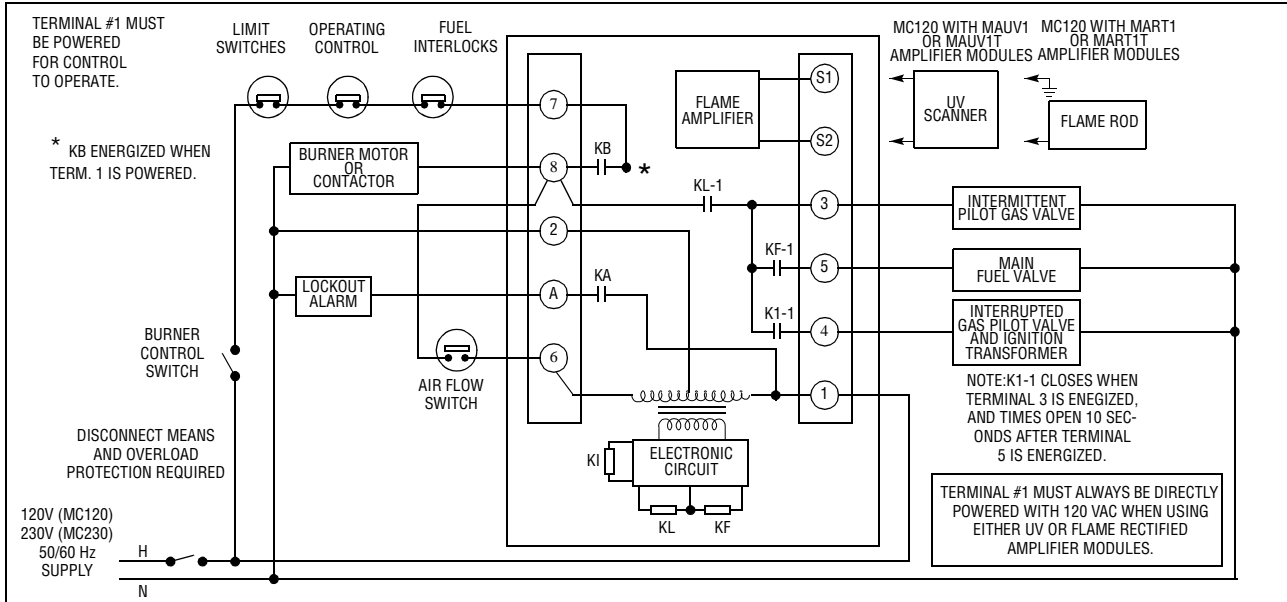 TERMINAL #1 MUST
BE POWERED
FOR CONTROL
TO OPERATE.
LIMIT
SWITCHES
OPERATING
CONTROL
FUEL
INTERLOCKS
* KB ENERGIZED WHEN
TERM. 1 IS POWERED.
BURNER MOTOR
OR
CONTACTOR
LOCKOUT
ALARM
BURNER
CONTROL
SWITCH
AIR FLOW
SWITCH
DISCONNECT MEANS
AND OVERLOAD
PROTECTION REQUIRED
120V (MC120)
230V (MC230)
50/60 Hz
SUPPLY
H
N
7
8
2
A
6
KB
*
KL-1
KF-1
KA
K1-1
FLAME
AMPLIFIER
S1
S2
3
5
4
1
KI
ELECTRONIC
CIRCUIT
KL
KF
MC120 WITH MAUV1
OR MAUV1T
AMPLIFIER MODULES
MC120 WITH MART1
OR MART1T
AMPLIFIER MODULES
UV
SCANNER
FLAME ROD
INTERMITTENT
PILOT GAS VALVE
MAIN
FUEL VALVE
INTERRUPTED
GAS PILOT VALVE
AND IGNITION
TRANSFORMER
NOTE:K1-1 CLOSES WHEN
TERMINAL 3 IS ENEGIZED,
AND TIMES OPEN 10 SEC-
ONDS AFTER TERMINAL
5 IS ENERGIZED.
TERMINAL #1 MUST ALWAYS BE DIRECTLY
POWERED WITH 120 VAC WHEN USING
EITHER UV OR FLAME RECTIFIED
AMPLIFIER MODULES.